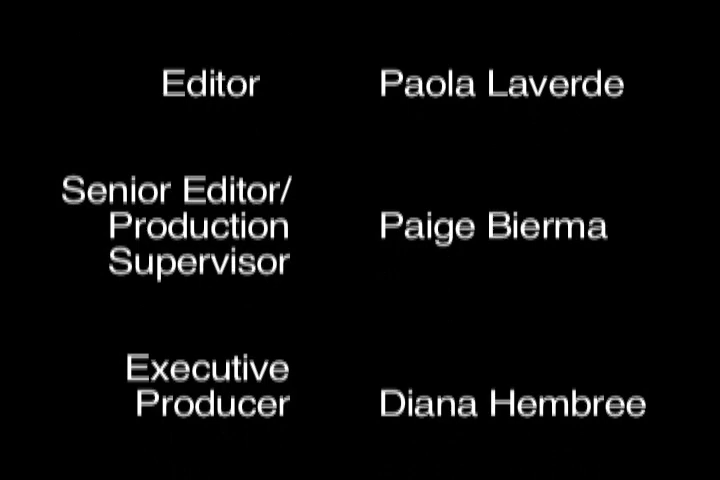 Editor Paola Laverde
Senior Editor/
Production Paige Bierma
Supervisor
Executive
Producer Diana Hembree